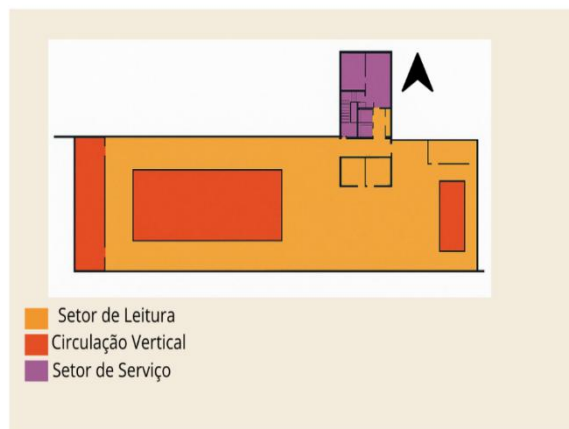 Setor de Leitura
Circulação Vertical
Setor de Serviço